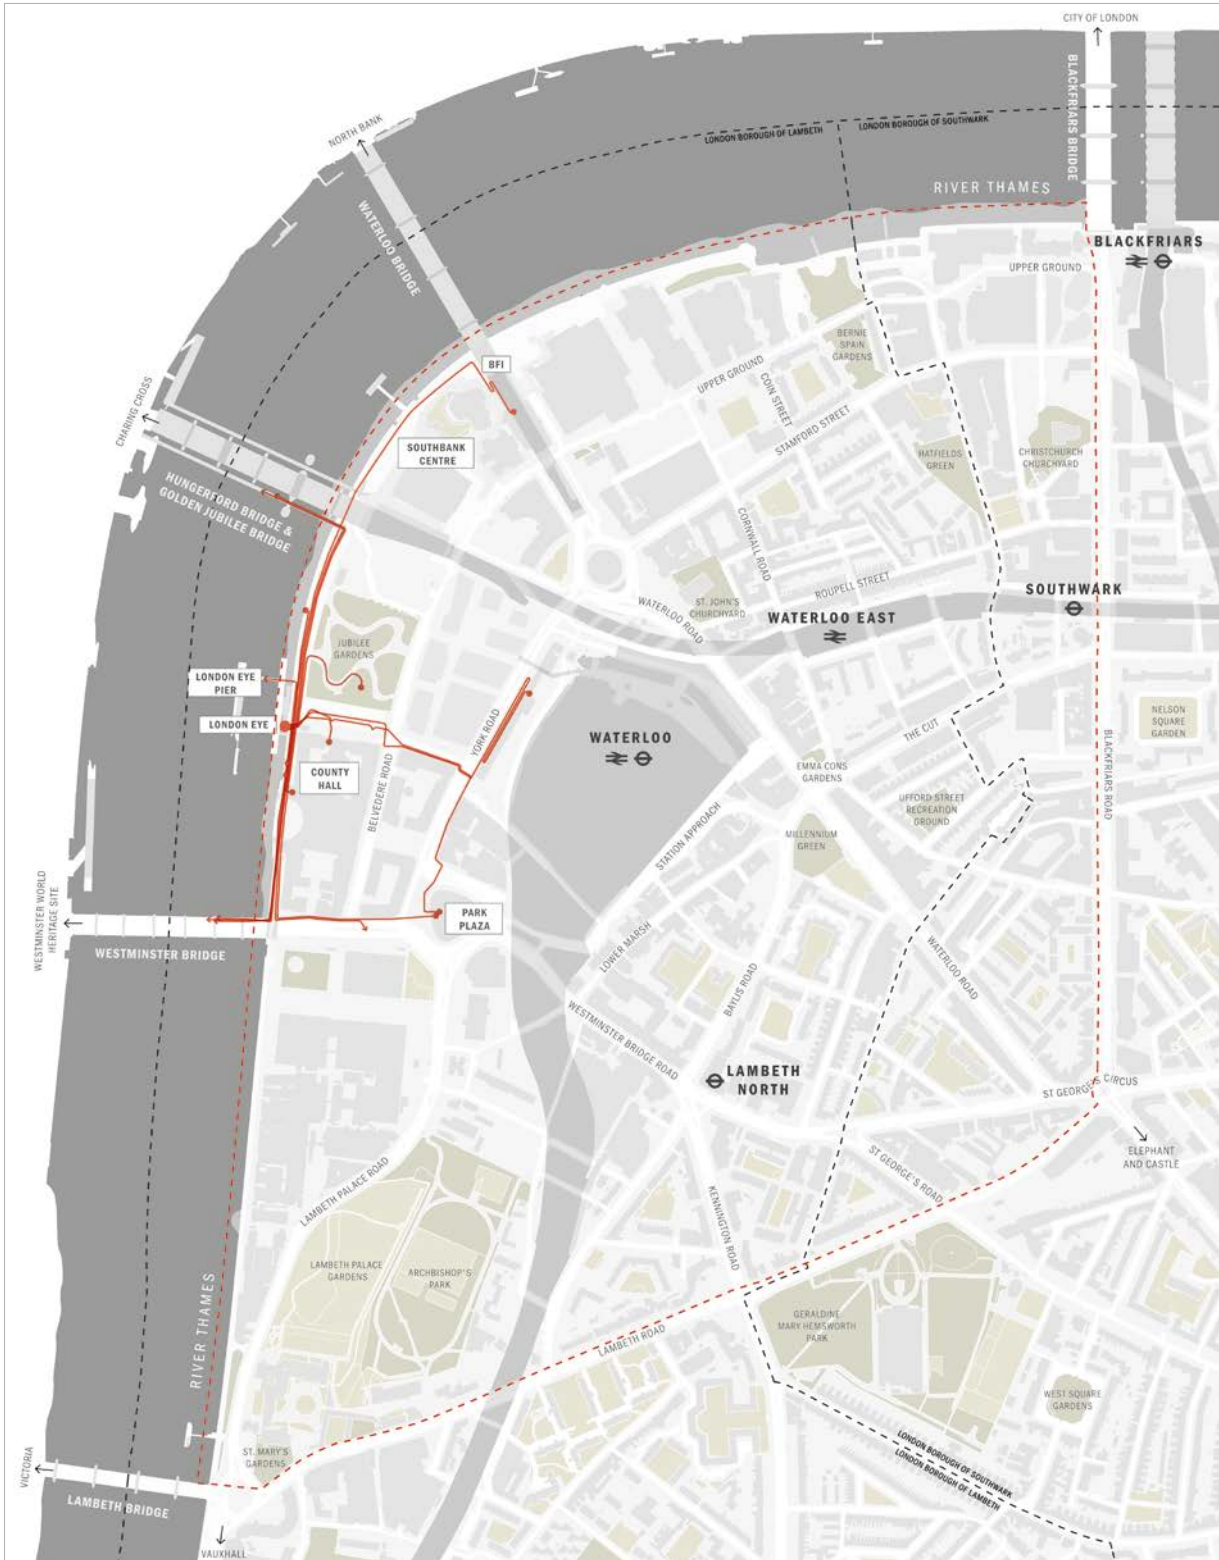 CITY OF LONDON
BLACKFRIARS BRIDGE
NORTH BANK
LONDON BOROUGH OF LAMBETH
LONDON BOROUGH OF SOUTHWARK
RIVER THAMES
WATERLOO BRIDGE
BLACKFRIARS
UPPER GROUND
BERNIE
SPAIN
GARDENS
BFI
UPPER GROUND
COIN STREET
STAMFORD STREET
CHARING CROSS
SOUTHBANK
CENTRE
HATFIELDS
GREEN
CHRISTCHURCH
CHURCHYARD
HUNGERFORD BRIDGE &
GOLDEN JUBILEE BRIDGE
CORNWALL ROAD
ROUPELL STREET
SOUTHWARK
ST. JOHN'S
CHURCHYARD
WATERLOO ROAD
WATERLOO EAST
JUBILEE
GARDENS
LONDON EYE
PIER
LONDON EYE
YORK ROAD
WATERLOO
THE CUT
NELSON
SQUARE
GARDEN
BLACKFRIARS ROAD
COUNTY
HALL
BELVEDERE ROAD
EMMA CONS
GARDENS
UFFORD STREET
RECREATION
GROUND
MILLENNIUM
GREEN
STATION APPROACH
WESTMINSTER WORLD
HERITAGE SITE
PARK
PLAZA
WESTMINSTER BRIDGE
LOWER MARSH
BAYLIS ROAD
WATERLOO ROAD
WESTMINSTER BRIDGE ROAD
LAMBETH
NORTH
ST GEORGE'S CIRCUS
ELEPHANT
AND CASTLE
ST GEORGE'S ROAD
LAMBETH PALACE ROAD
KENNINGTON ROAD
LAMBETH PALACE
GARDENS
ARCHBISHOP'S
PARK
RIVER THAMES
GERALDINE
MARY HEMSWORTH
PARK
LAMBETH ROAD
WEST SQUARE
GARDENS
ST. MARY'S
GARDENS
LONDON BOROUGH OF SOUTHWARK
LONDON BOROUGH OF LAMBETH
VICTORIA
LAMBETH BRIDGE
VAUXHALL